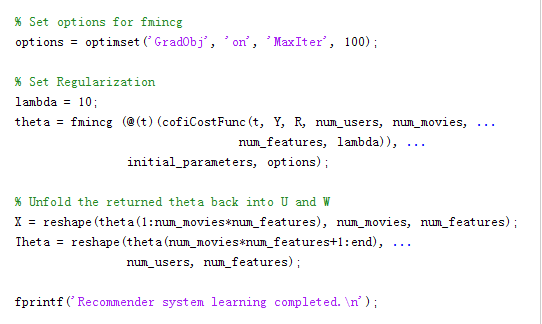 % Set options for fmincg
options = optimset('GradObj', 'on', 'MaxIter', 100);
% Set Regularization
lambda = 10;
theta = fmincg (@(t)(cofiCostFunc(t, Y, R, num_users, num_movies, ...
num_features, lambda)), ...
initial_parameters, options);
% Unfold the returned theta back into U and W
X = reshape(theta(1:num_movies*num_features), num_movies, num_features);
Theta = reshape(theta(num_movies*num_features+1:end), ...
num_users, num_features);
fprintf('Recommender system learning completed.\n');